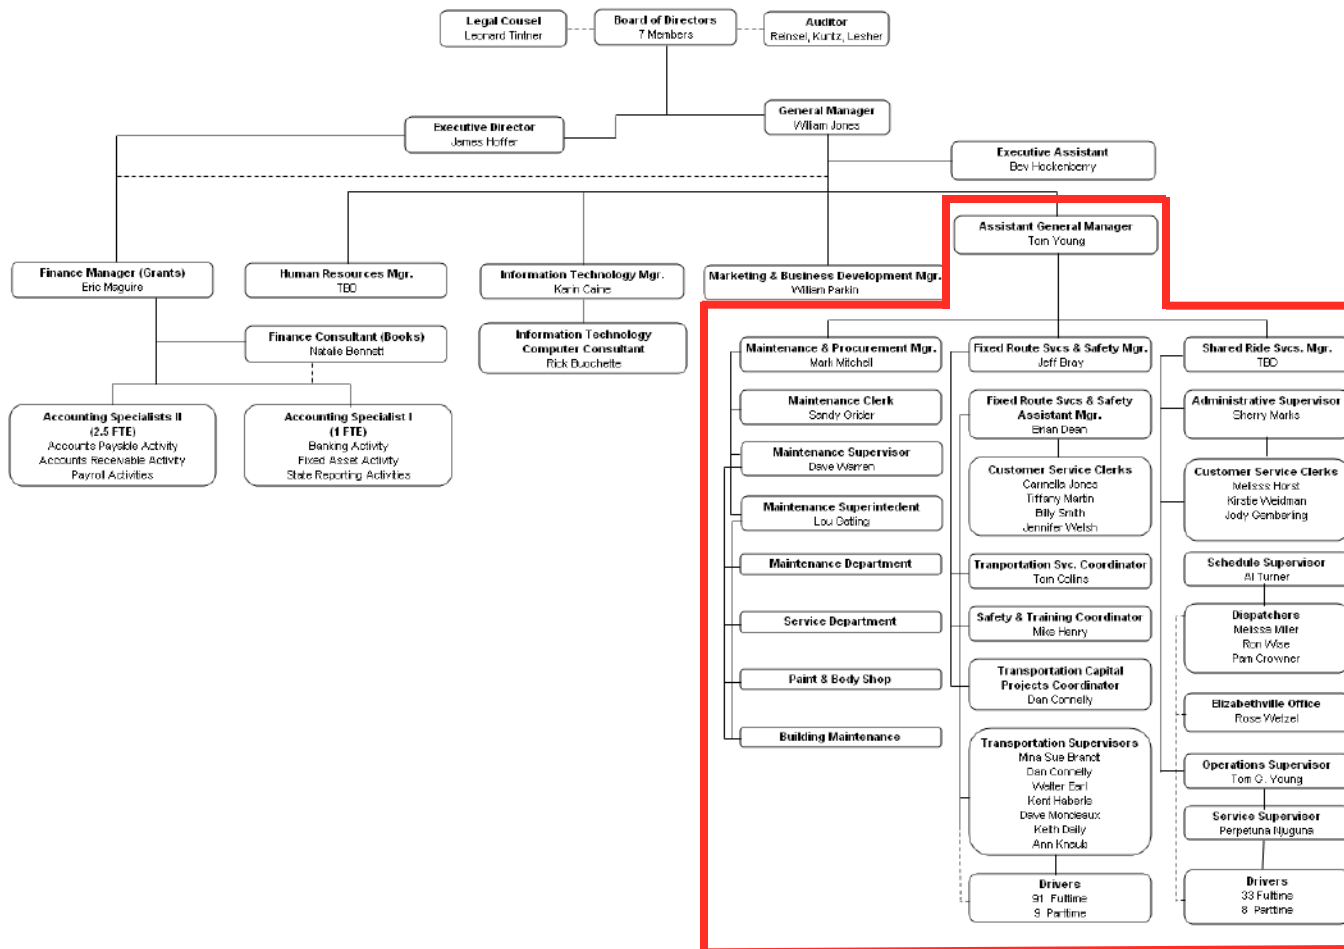 Legal Cousel
Leonard Tintner
Board of Directors
7 Members
Auditor
Reinsel, Kuntz, Lesher
General Manager
William Jones
Executive Director
James Hoffer
Executive Assistant
Bev Hockenberry
Assistant General Manager
Tom Young
Finance Manager (Grants)
Eric Maguire
Human Resources Mgr.
TBD
Information Technology Mgr.
Karin Caine
Marketing & Business Development Mgr.
William Parkin
Finance Consultant (Books)
Natalie Bennett
Information Technology
Computer Consultant
Rick
Accounting Specialists II
(2.5 FTE)
Accounts Payable Activity
Accounts Receivable Activity
Payroll Activities
Accounting Specialist I
(1 FTE)
Banking Activity
Fixed Asset Activity
State Reporting Activities
Maintenance & Procurement Mgr.
Mark Mitchell
Maintenance Clerk
Sandy
Maintenance Supervisor
Dave Warren
Maintenance Superintedent
Lou Gatling
Maintenance Department
Service Department
Paint & Body Shop
Building Maintenance
Fixed Route Svcs & Safety Mgr.
Jeff Bray
Fixed Route Svcs & Safety
Assistant Mgr.
Brian Dean
Customer Service Clerks
Carmella Jones
Tiffany Martin
Billy Smith
Jennifer Welsh
Tranportation Svc. Coordinator
Tom Collins
Safety & Training Coordinator
Mike Henry
Transportation Capital
Projects Coordinator
Dan Connelly
Transportation Supervisors
Mina Sue Brandt
Dan Connelly
Walter Earl
Kent Haberle
Dave
Keith Daily
Ann Knaub
Drivers
91 Fulltime
9 Parttime
Shared Ride Svcs. Mgr.
TBD
Administrative Supervisor
Sherry Marks
Customer Service Clerks
Melisss Horst
Kirstie Weidman
Jody Gemberling
Schedule Supervisor
Al Turner
Dispatchers
Melissa Miller
Ron Wise
Pam Crowner
Elizabethville Office
Rose Wetzel
Operations Supervisor
Tom G. Young
Service Supervisor
Perpetuna Njuguna
Drivers
33 Fulltime
8 Parttime